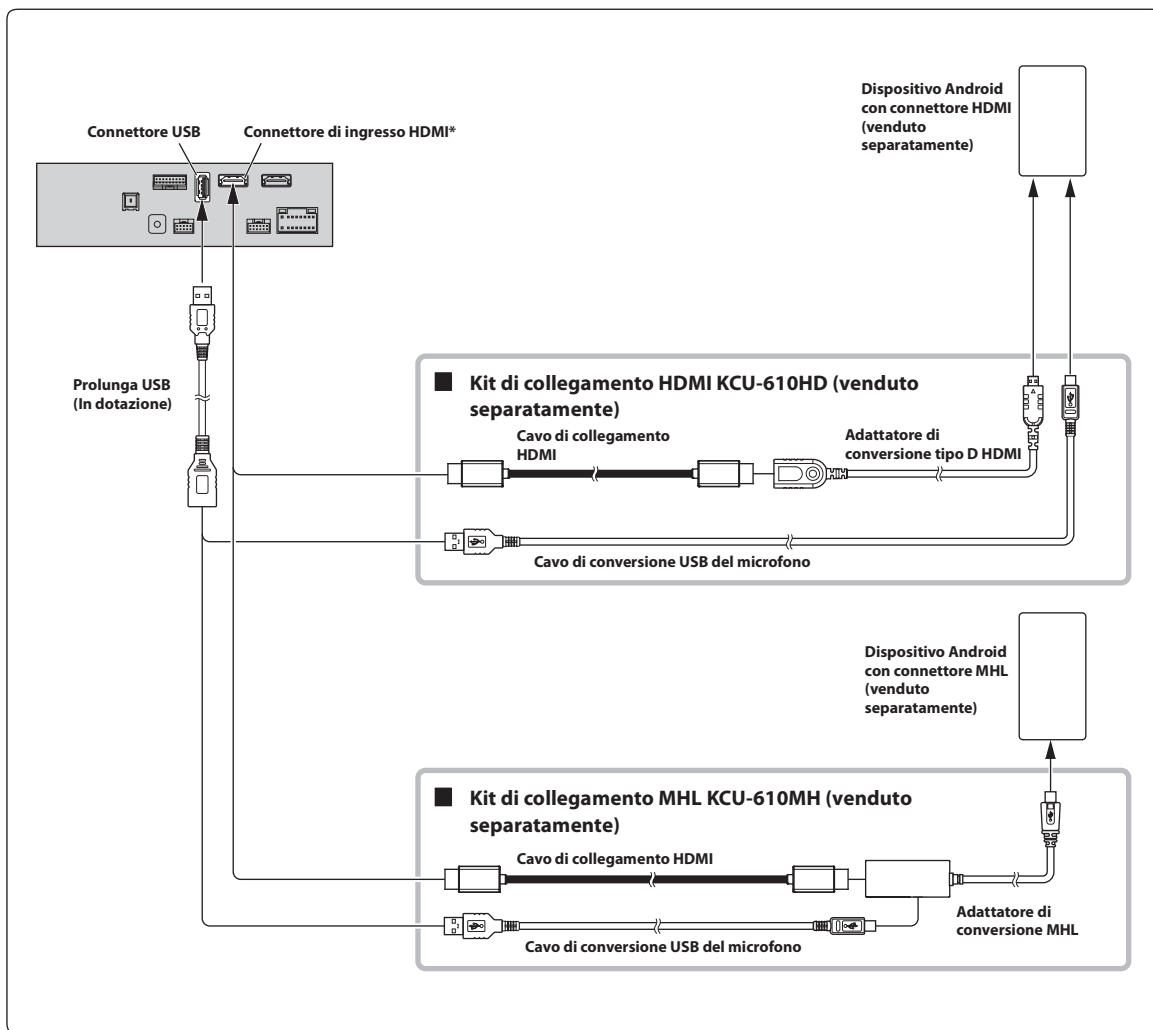 Connettore USB
Connettore di ingresso HDMI*
Dispositivo Android
con connettore HDMI
(venduto
separatamente)
Prolunga USB
(In dotazione)
■ Kit di collegamento HDMI KCU-610HD (venduto
separatamente)
Cavo di collegamento
HDMI
Adattatore di
conversione tipo D HDMI
Cavo di conversione USB del microfono
Dispositivo Android
con connettore MHL
(venduto
separatamente)
■ Kit di collegamento MHL KCU-610MH (venduto
separatamente)
Cavo di collegamento HDMI
Cavo di conversione USB del microfono
Adattatore di
conversione MHL